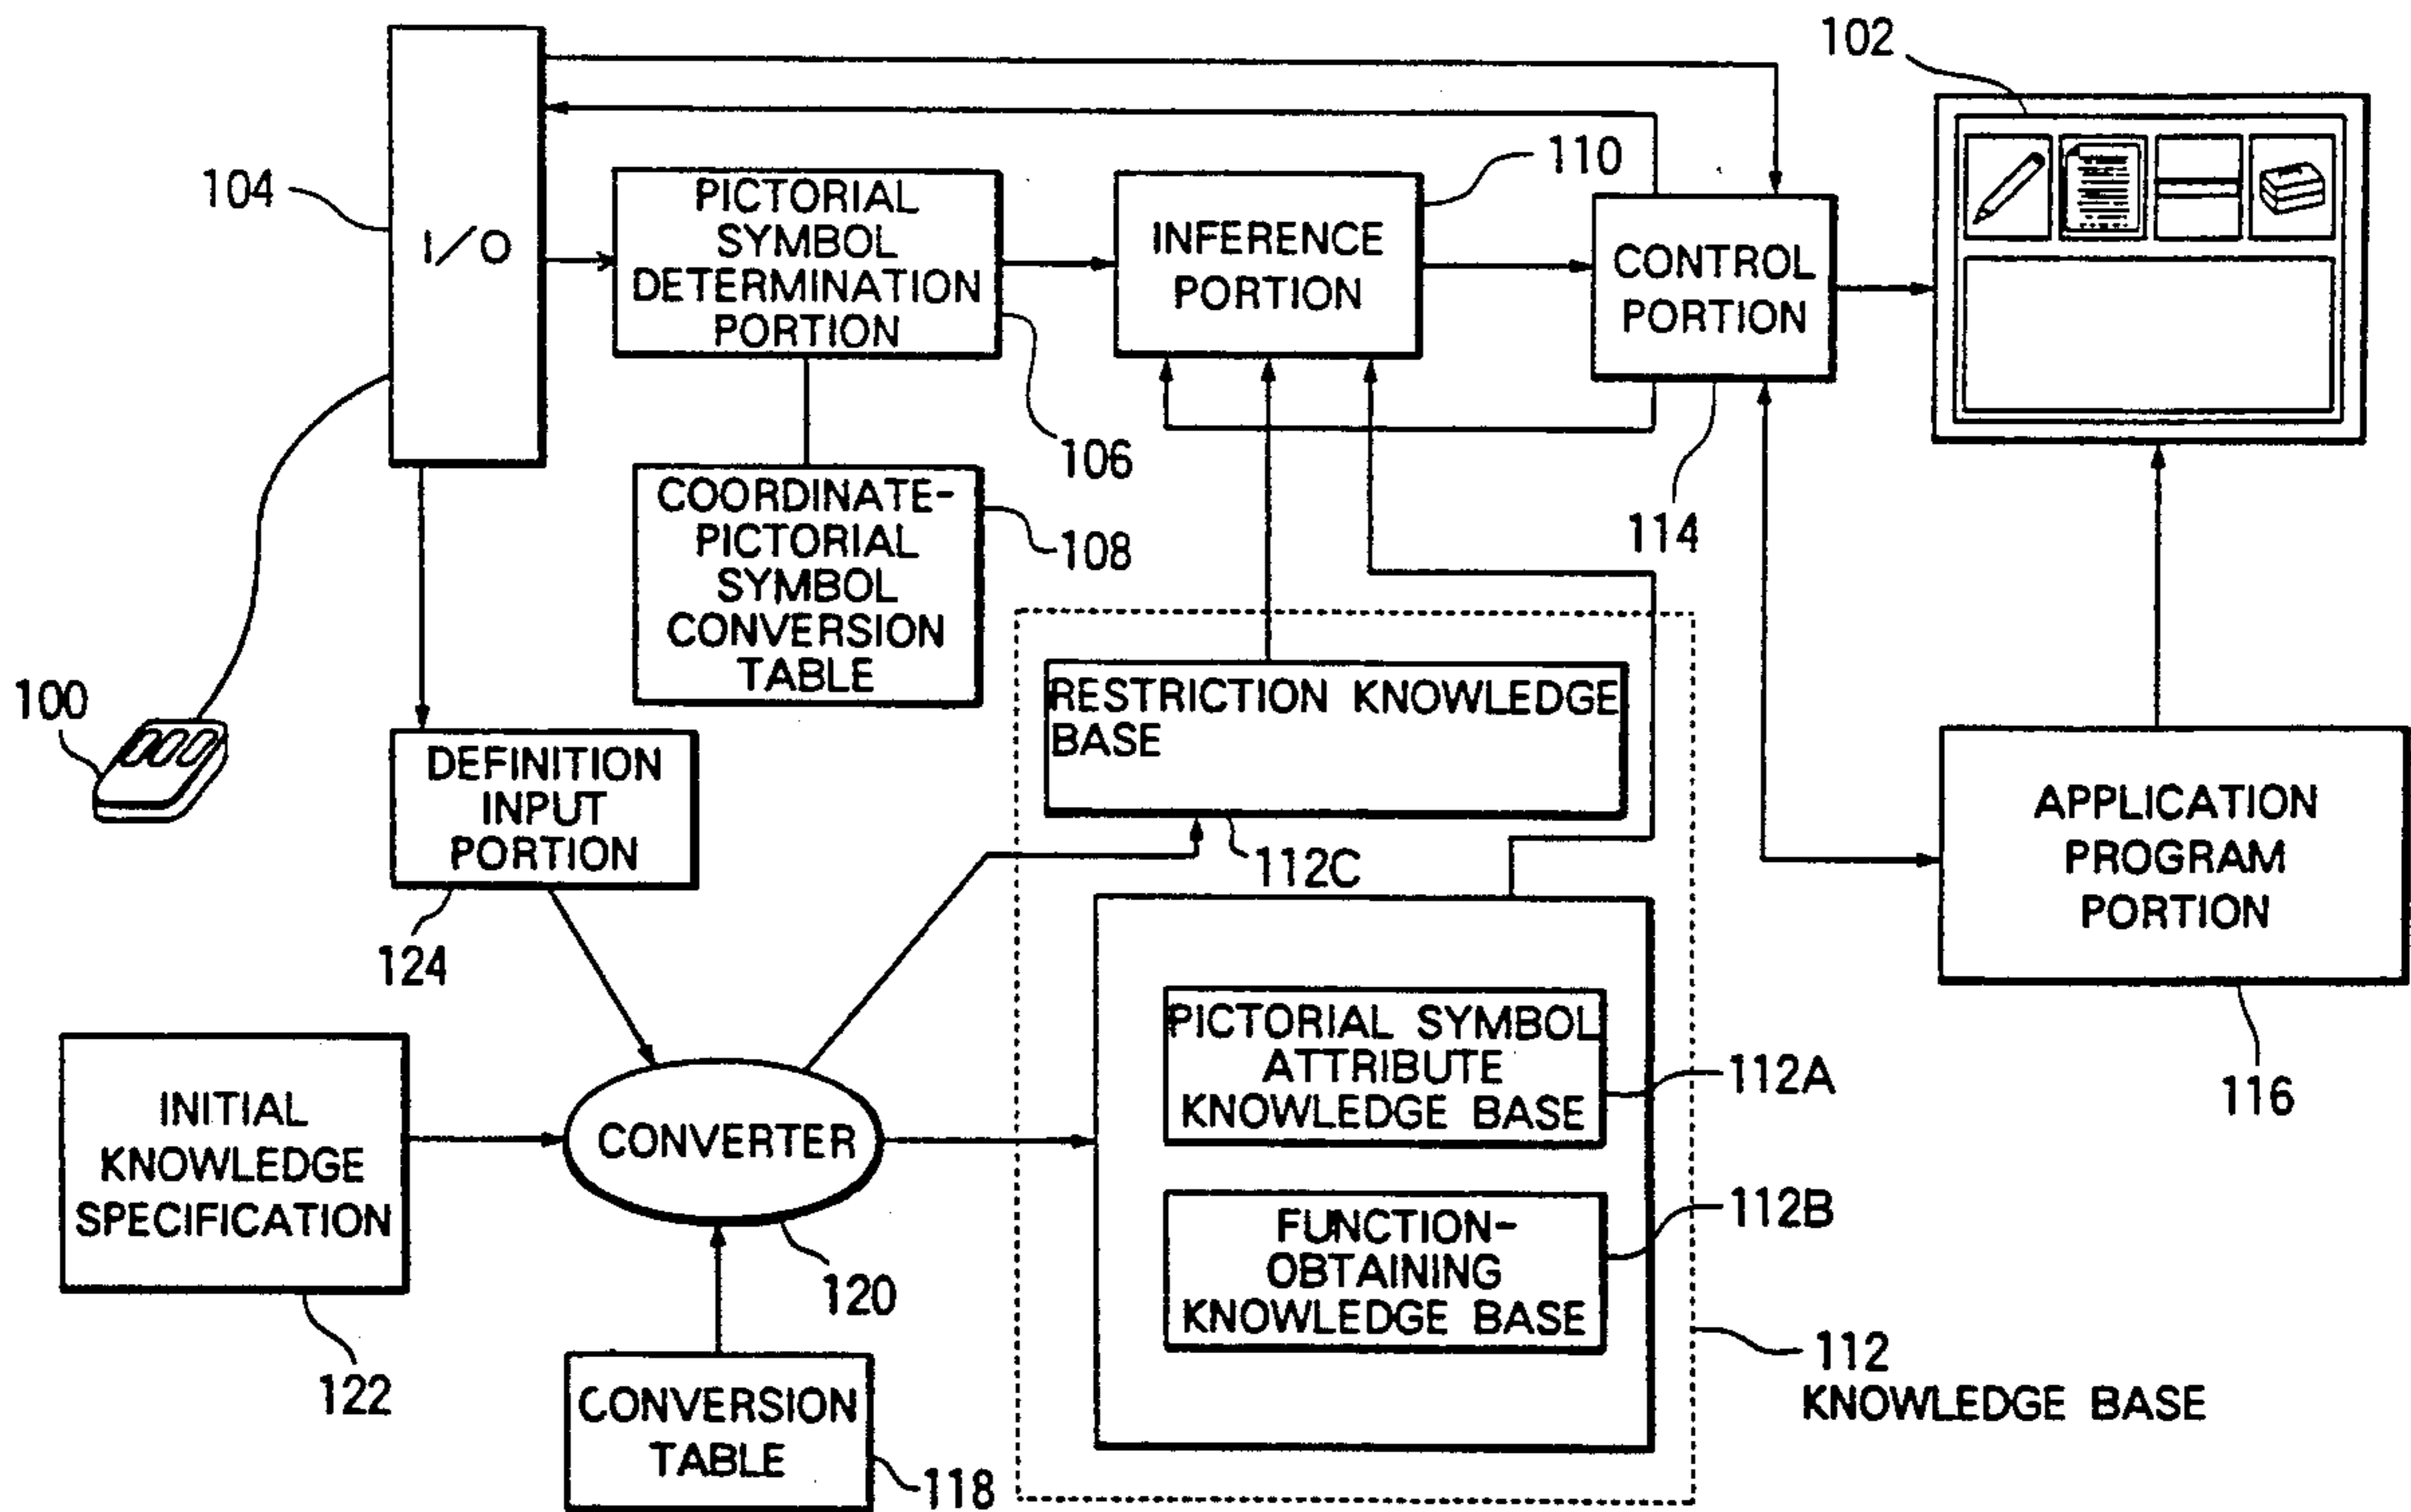 102
104
I/O
PICTORIAL
SYMBOL
DETERMINATION
PORTION
INFERENCE
PORTION
110
CONTROL
PORTION
106
COORDINATE-
PICTORIAL
SYMBOL
CONVERSION
TABLE
108
114
100
DEFINITION
INPUT
PORTION
124
RESTRICTION KNOWLEDGE
BASE
112C
APPLICATION
PROGRAM
PORTION
116
INITIAL
KNOWLEDGE
SPECIFICATION
122
CONVERTER
120
PICTORIAL SYMBOL
ATTRIBUTE
KNOWLEDGE BASE
112A
FUNCTION-
OBTAINING
KNOWLEDGE BASE
112B
CONVERSION
TABLE
118
112
KNOWLEDGE BASE